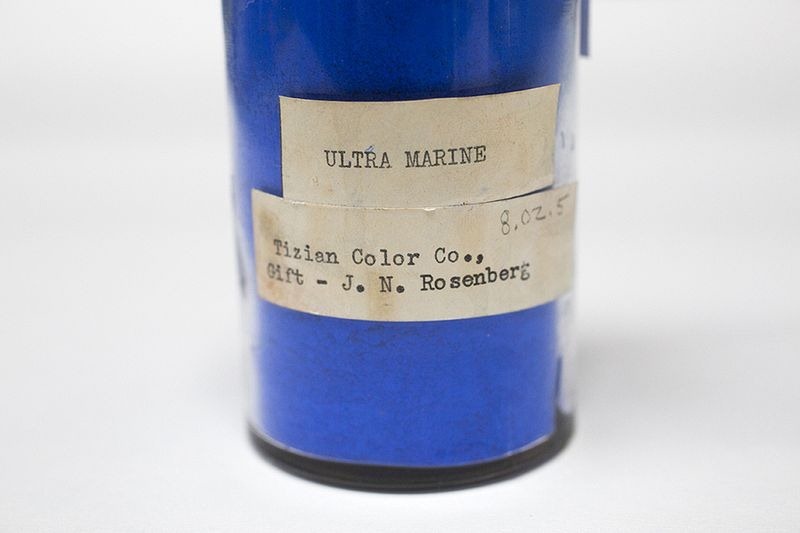 ULTRA MARINE
8.02.5
Tizian Color Co.,
Gift - J. N. Rosenberg